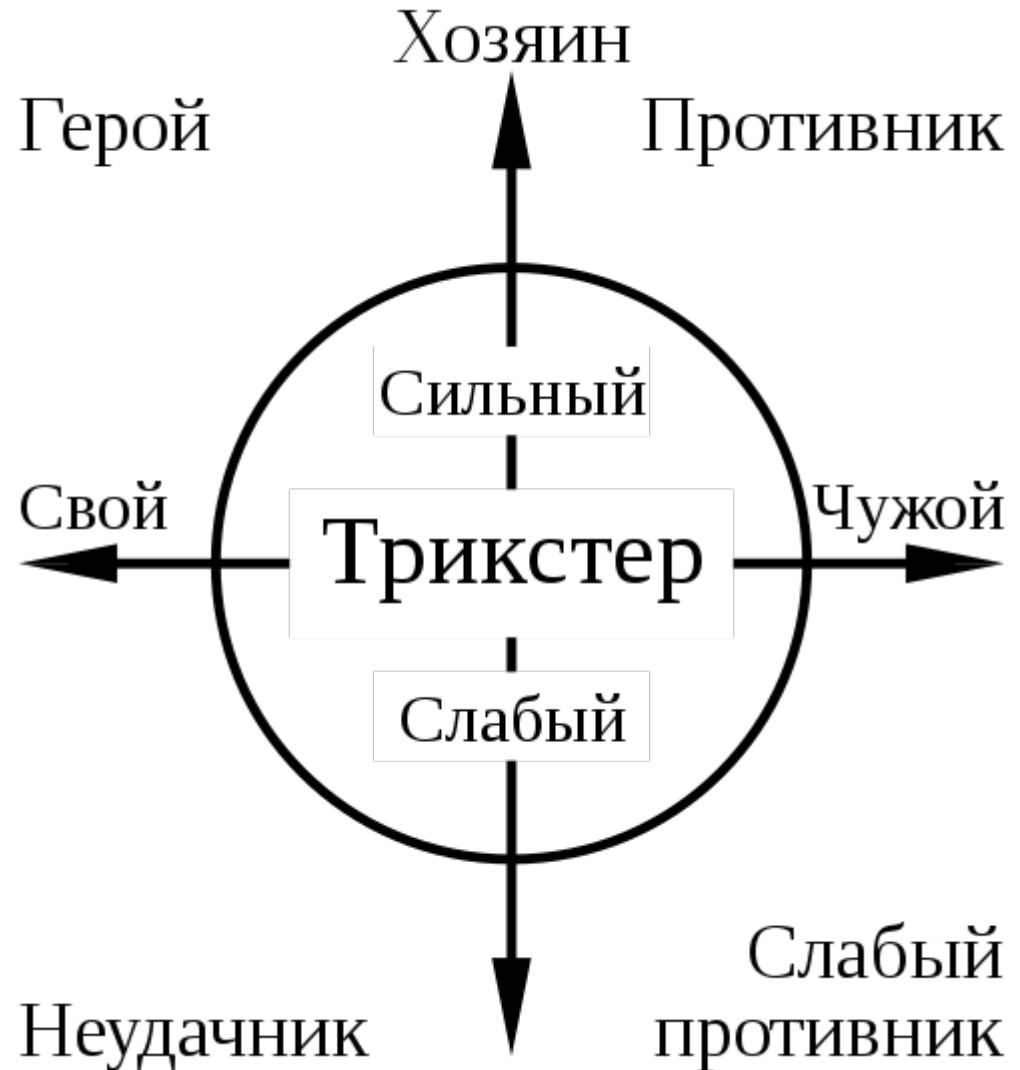 Хозяин
Герой
Противник
Сильный
Свой
Чужой
Трикстер
Слабый
Слабый
противник
Неудачник